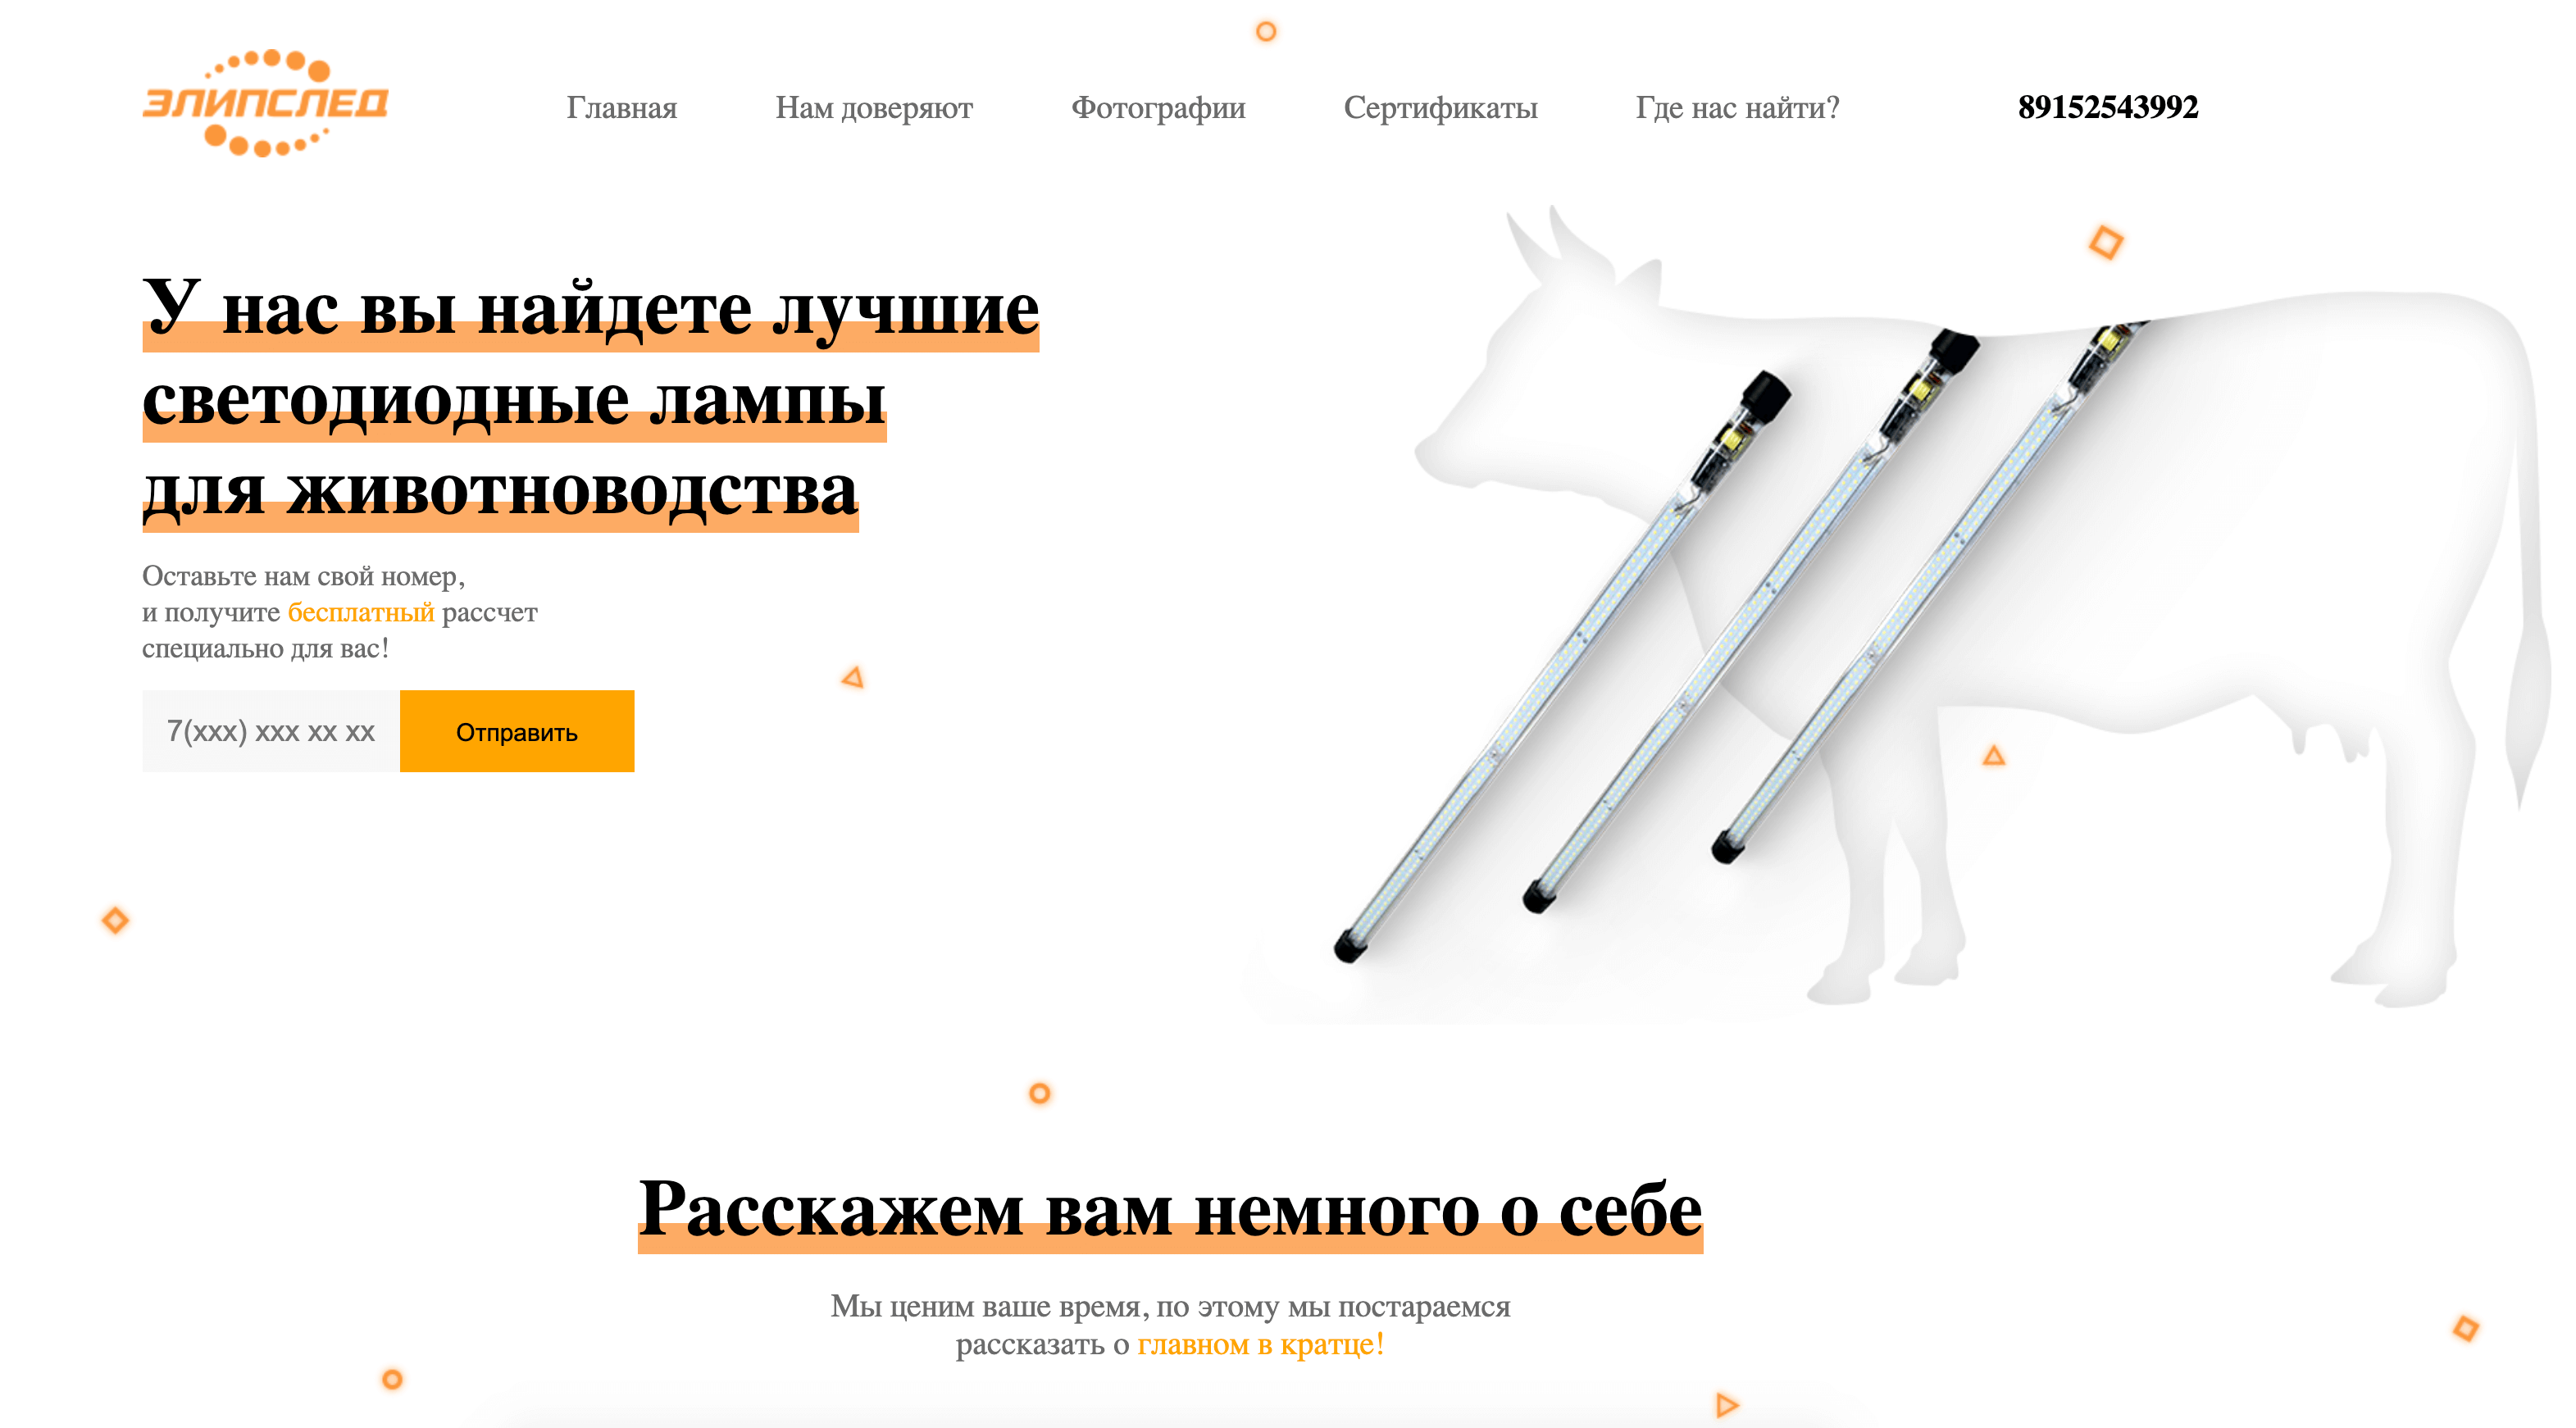 ЭЛИПСЛЕД
Главная
Нам доверяют
Фотографии
Сертификаты
Где нас найти?
89152543992
У нас вы найдете лучшие
светодиодные лампы
для животноводства
Оставьте нам свой номер,
и получите бесплатный рассчет
специально для вас!
7(xxx) xxx xx xx
Отправить
Расскажем вам немного о себе
Мы ценим ваше время, по этому мы постараемся
рассказать о главном в кратце!